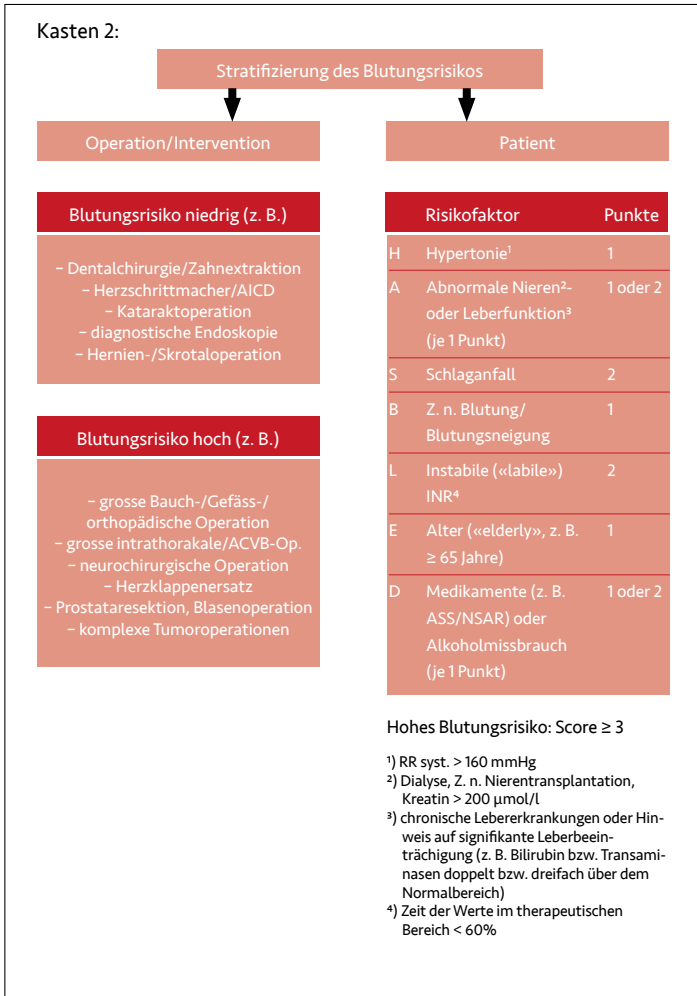 Kasten 2:
Stratifizierung des Blutungsrisikos
Operation/Intervention
Blutungsrisiko niedrig (z. B.)
– Dentalchirurgie/Zahnextraktion
– Herzschrittmacher/AICD
– Kataraktoperation
– diagnostische Endoskopie
– Hernien-/Skrotaloperation
Blutungsrisiko hoch (z. B.)
– grosse Bauch-/Gefäss-/
orthopädische Operation
– grosse intrathorakale/ACVB-Op.
– neurochirurgische Operation
– Herzklappenersatz
– Prostataresektion, Blasenoperation
– komplexe Tumoroperationen
Patient
Risikofaktor Punkte
H Hypertonie¹ 1
A Abnormale Nieren²- 1 oder 2
oder Leberfunktion³
(je 1 Punkt)
S Schlaganfall 2
B Z. n. Blutung/ 1
Blutungsneigung
L Instabile («labile») 2
INR⁴
E Alter («elderly», z. B. 1
≥ 65 Jahre)
D Medikamente (z. B. 1 oder 2
ASS/NSAR) oder
Alkoholmissbrauch
(je 1 Punkt)
Hohes Blutungsrisiko: Score ≥ 3
¹) RR syst. > 160 mmHg
²) Dialyse, Z. n. Nierentransplantation,
Kreatin > 200 µmol/l
³) chronische Lebererkrankungen oder Hin-
weis auf signifikante Leberbeein-
trächigung (z. B. Bilirubin bzw. Transami-
nasen doppelt bzw. dreifach über dem
Normalbereich)
⁴) Zeit der Werte im therapeutischen
Bereich < 60%